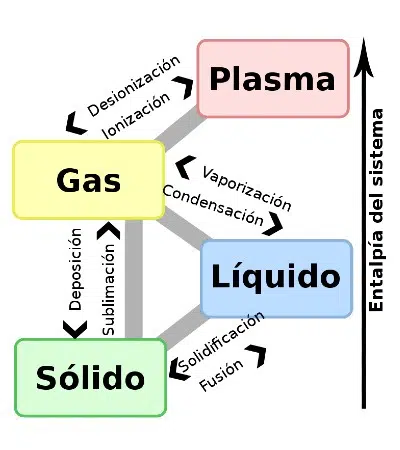 Plasma
Desionización
Ionización
Gas
Vaporización
Condensación
Deposición
Sublimación
Líquido
Solidificación
Fusión
Sólido
Entalpía del sistema